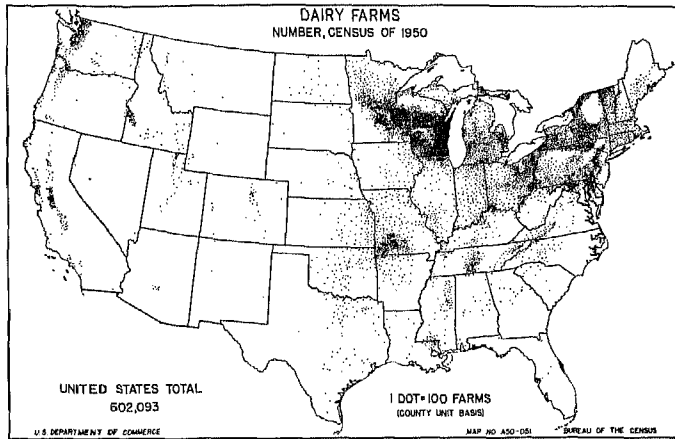 DAIRY FARMS
NUMBER, CENSUS OF 1950
UNITED STATES TOTAL
602,093
1 DOT=100 FARMS
(COUNTY UNIT BASIS)
U.S. DEPARTMENT OF COMMERCE
MAP NO A50-051
BUREAU OF THE CENSUS